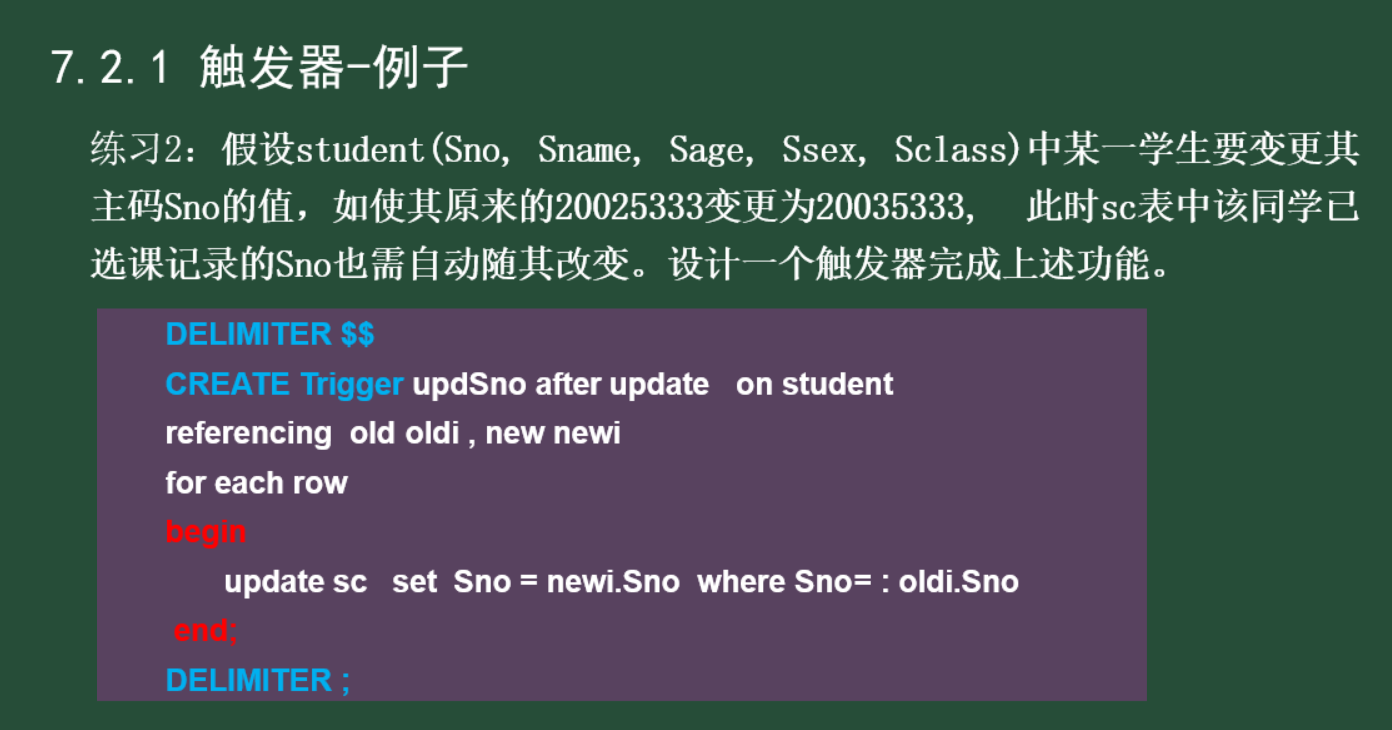 7.2.1 触发器-例子
练习2：假设student(Sno, Sname, Sage, Ssex, Sclass)中某一学生要变更其
主码Sno的值，如使其原来的20025333变更为20035333, 此时sc表中该同学已
选课记录的Sno也需自动随其改变。设计一个触发器完成上述功能。
DELIMITER $$
CREATE Trigger updSno after update on student
referencing old oldi , new newi
for each row
begin
update sc set Sno = newi.Sno where Sno= : oldi.Sno
end;
DELIMITER ;